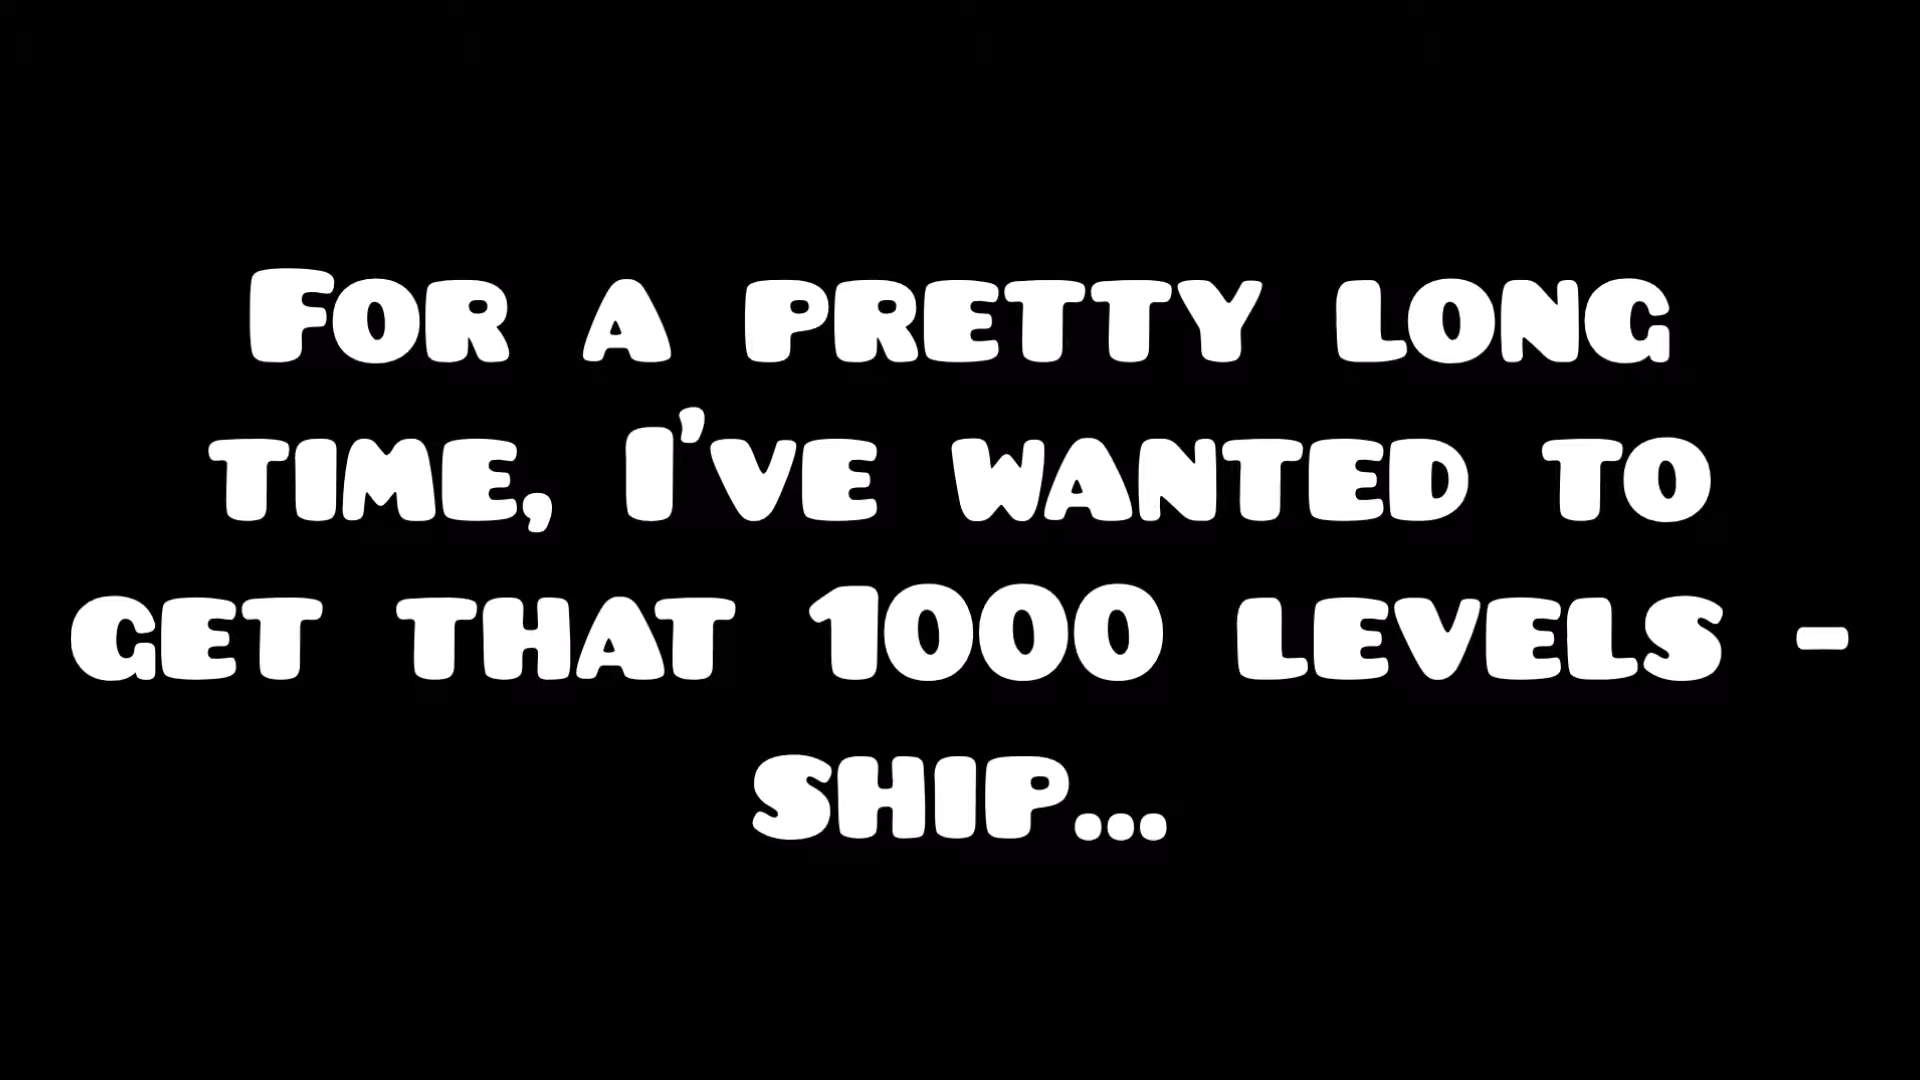 For a pretty long
time, I've wanted to
get that 1000 levels -
ship...